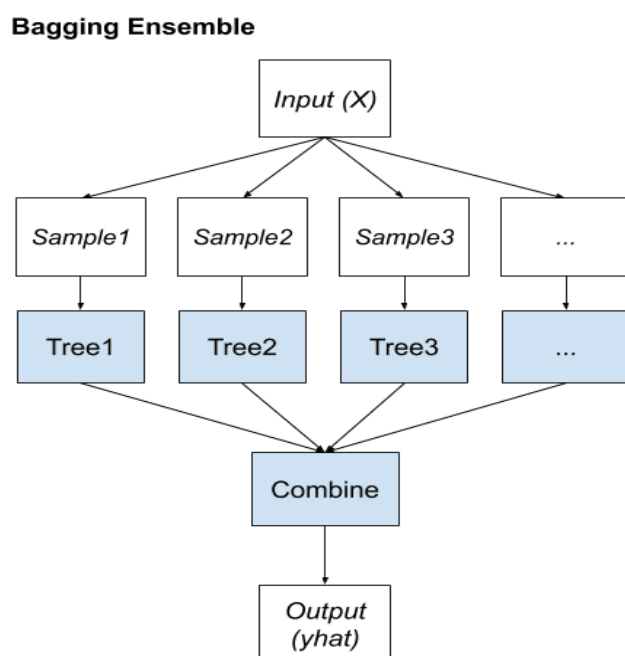 Bagging Ensemble
Input (X)
Sample1
Sample2
Sample3
...
Tree1
Tree2
Tree3
...
Combine
Output
(yhat)